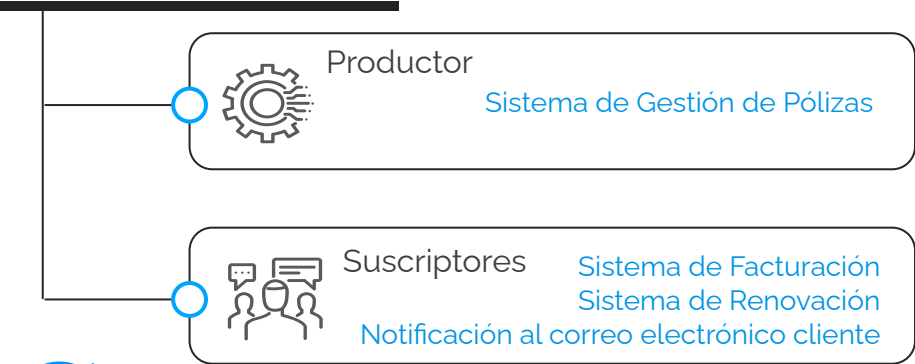 Productor
Sistema de Gestión de Pólizas
Suscriptores
Sistema de Facturación
Sistema de Renovación
Notificación al correo electrónico cliente